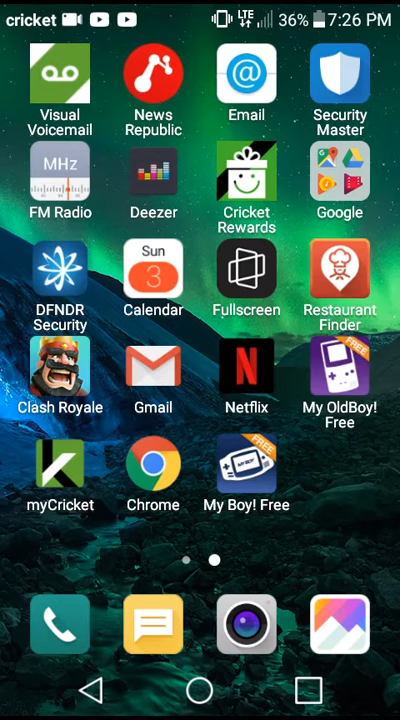 cricket LTE 36% 7:26 PM
Visual Voicemail
News Republic
Email
Security Master
MHz
FM Radio
Deezer
Cricket Rewards
Google
Sun
3
DFNDR Security
Calendar
Fullscreen
Restaurant Finder
N
FREE
Clash Royale
Gmail
Netflix
My OldBoy! Free
FREE
MY BOY!
myCricket
Chrome
My Boy! Free